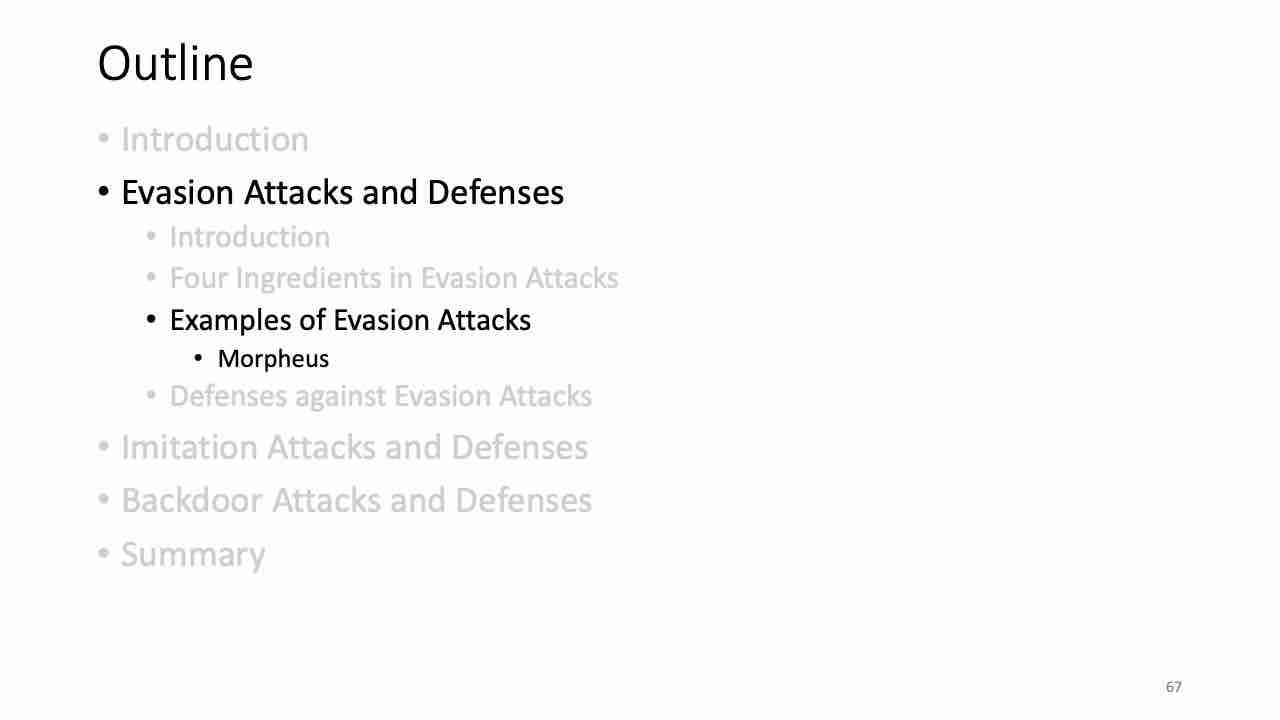 Outline
• Introduction
• Evasion Attacks and Defenses
• Introduction
• Four Ingredients in Evasion Attacks
• Examples of Evasion Attacks
• Morpheus
• Defenses against Evasion Attacks
• Imitation Attacks and Defenses
• Backdoor Attacks and Defenses
• Summary
67